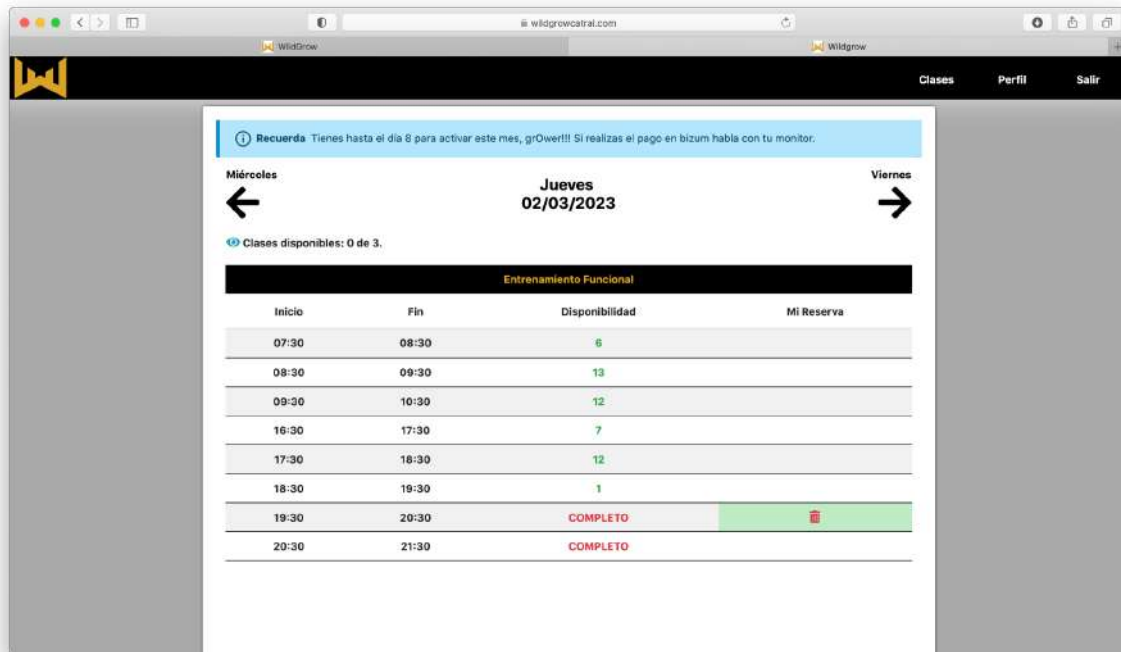 wildgrowcatral.com
WildGrow
Wildgrow
Clases Perfil Salir
Recuerda Tienes hasta el día 8 para activar este mes, grOwer!!! Si realizas el pago en bizum habla con tu monitor.
Miércoles
Jueves
02/03/2023
Viernes
Clases disponibles: 0 de 3.
Entrenamiento Funcional
Inicio Fin Disponibilidad Mi Reserva
07:30 08:30 6
08:30 09:30 13
09:30 10:30 12
16:30 17:30 7
17:30 18:30 12
18:30 19:30 1
19:30 20:30 COMPLETO
20:30 21:30 COMPLETO